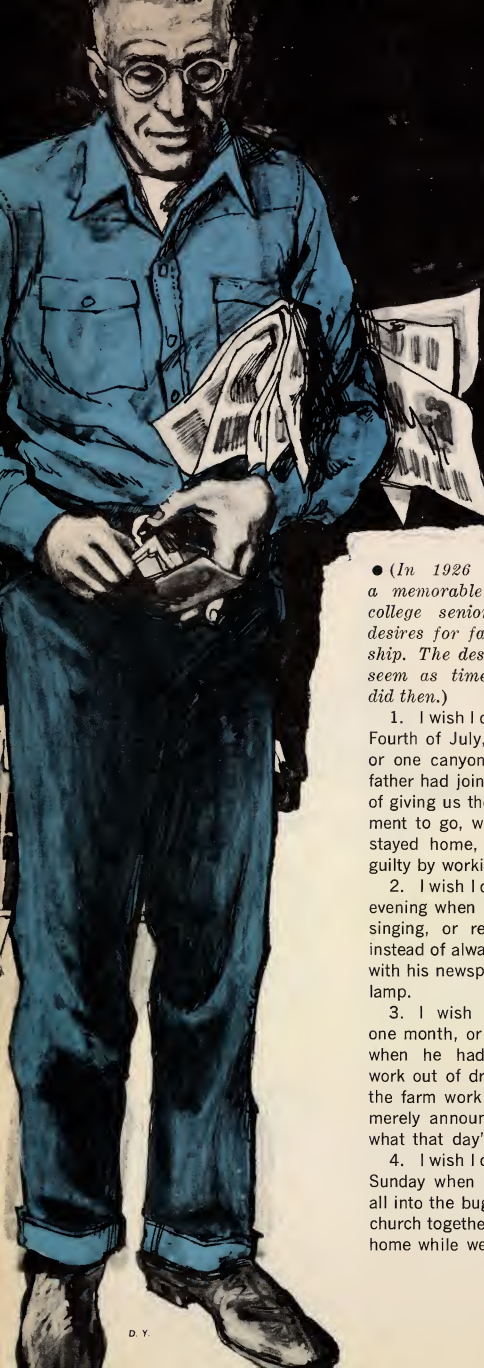 ● (In 1926
a memorable
college senior
desires for fa
ship. The des
seem as time
did then.)
1. I wish I c
Fourth of July,
or one canyon
father had join
of giving us the
ment to go, w
stayed home,
guilty by worki
2. I wish I c
evening when
singing, or re
instead of alwa
with his newsp
lamp.
3. I wish
one month, or
when he had
work out of dr
the farm work
merely announ
what that day'
4. I wish I c
Sunday when
all into the bug
church togethe
home while we
D. Y.